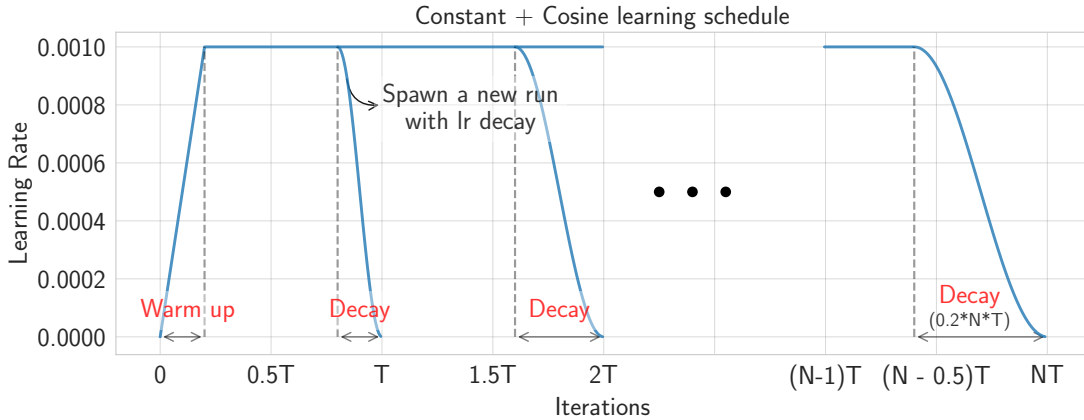 Constant + Cosine learning schedule
Learning Rate
0.0010
0.0008
0.0006
0.0004
0.0002
0.0000
Spawn a new run
with lr decay
Warm up
Decay
Decay
Decay
(0.2*N*T)
0
0.5T
T
1.5T
2T
(N-1)T
(N - 0.5)T
NT
Iterations